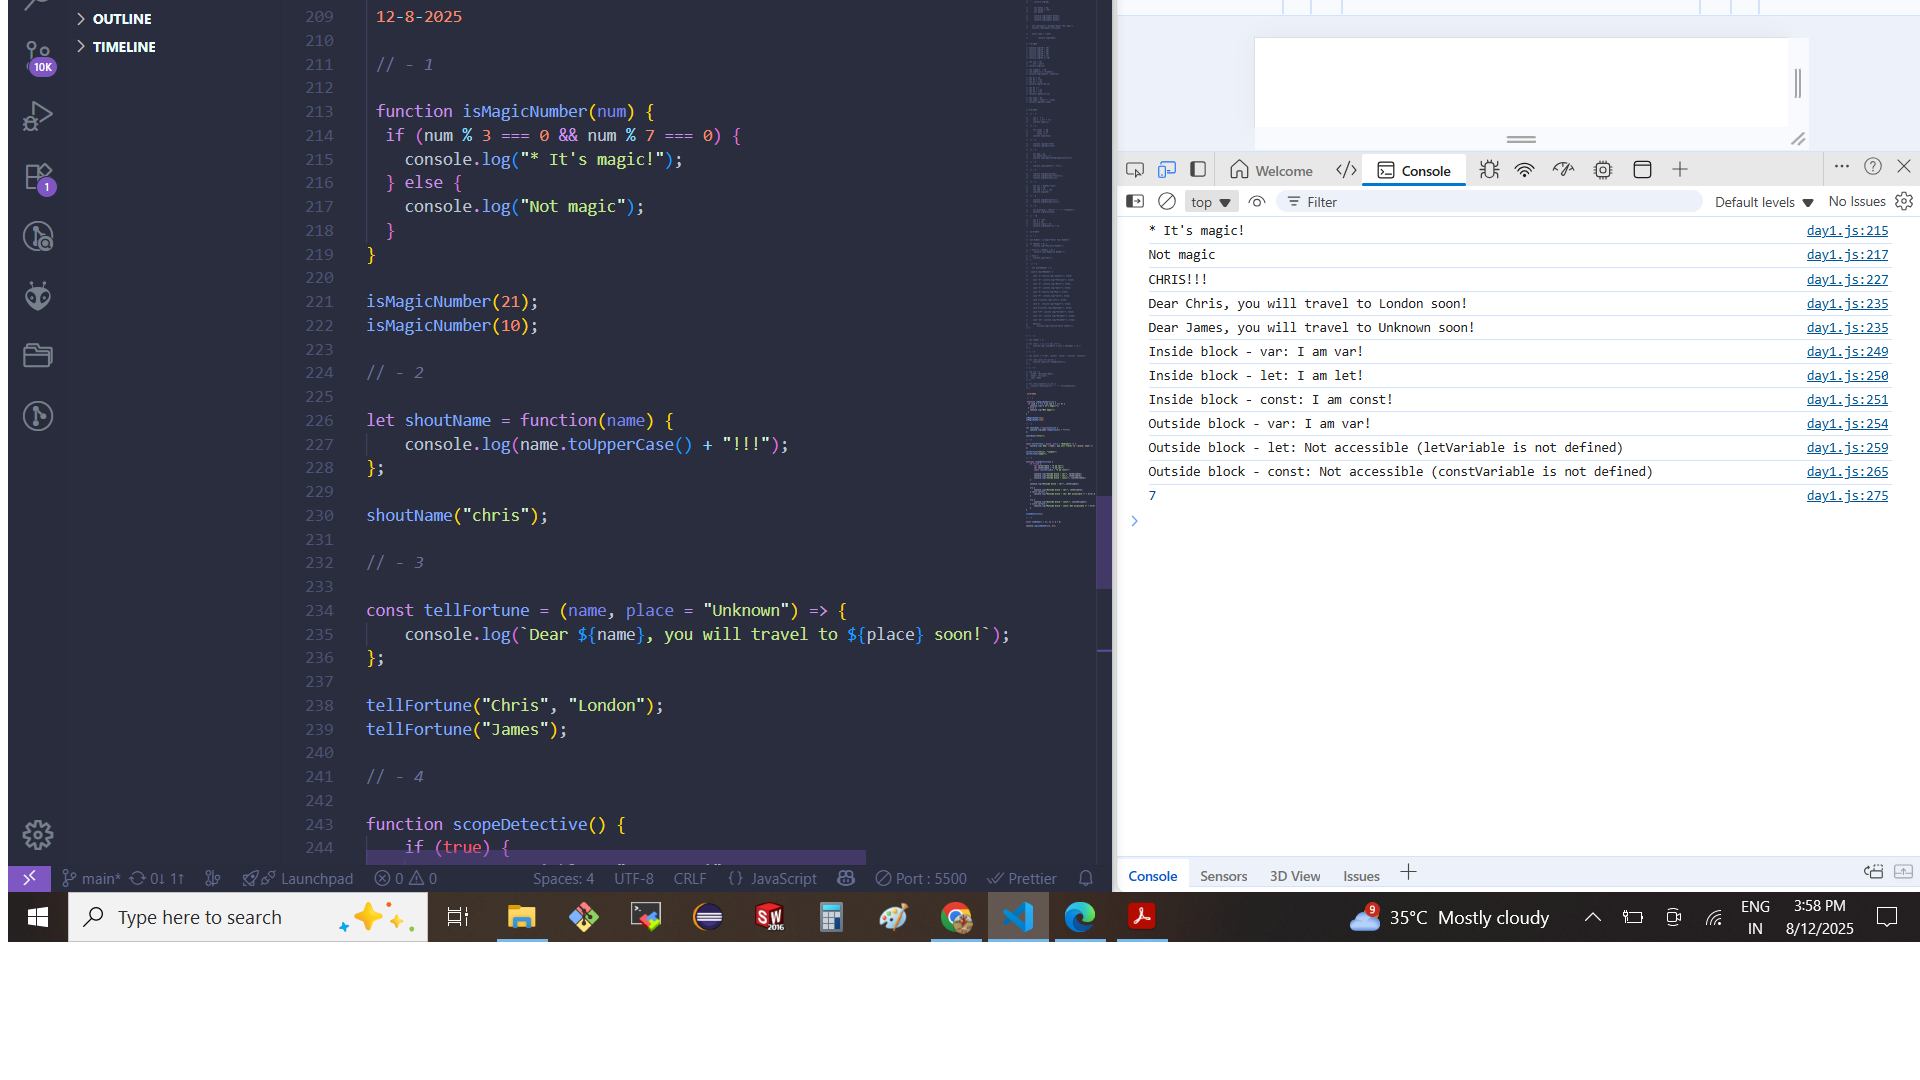 OUTLINE
TIMELINE
10K
1
209 12-8-2025
210
211 // - 1
212
213 function isMagicNumber(num) {
214 if (num % 3 === 0 && num % 7 === 0) {
215 console.log("* It's magic!");
216 } else {
217 console.log("Not magic");
218 }
219 }
220
221 isMagicNumber(21);
222 isMagicNumber(10);
223
224 // - 2
225
226 let shoutName = function(name) {
227 console.log(name.toUpperCase() + "!!!");
228 };
229
230 shoutName("chris");
231
232 // - 3
233
234 const tellFortune = (name, place = "Unknown") => {
235 console.log(`Dear ${name}, you will travel to ${place} soon!`);
236 };
237
238 tellFortune("Chris", "London");
239 tellFortune("James");
240
241 // - 4
242
243 function scopeDetective() {
244 if (true) {
main* 0↓ 1↑ Launchpad 0 0 Spaces: 4 UTF-8 CRLF {} JavaScript Port : 5500 Prettier
Welcome Console
top Filter Default levels No Issues
* It's magic! day1.js:215
Not magic day1.js:217
CHRIS!!! day1.js:227
Dear Chris, you will travel to London soon! day1.js:235
Dear James, you will travel to Unknown soon! day1.js:235
Inside block - var: I am var! day1.js:249
Inside block - let: I am let! day1.js:250
Inside block - const: I am const! day1.js:251
Outside block - var: I am var! day1.js:254
Outside block - let: Not accessible (letVariable is not defined) day1.js:259
Outside block - const: Not accessible (constVariable is not defined) day1.js:265
7 day1.js:275
Console Sensors 3D View Issues
Type here to search
SW
2016
9
35°C Mostly cloudy
ENG
IN
3:58 PM
8/12/2025